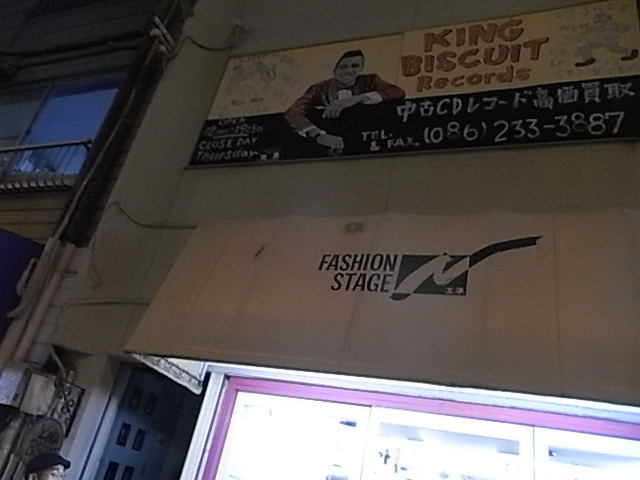 KING
BISCUIT
Records
中古CDレコード高価買取
TEL.
& FAX. (086) 233-3887
CLOSE DAY
Thursday
FASHION
STAGE